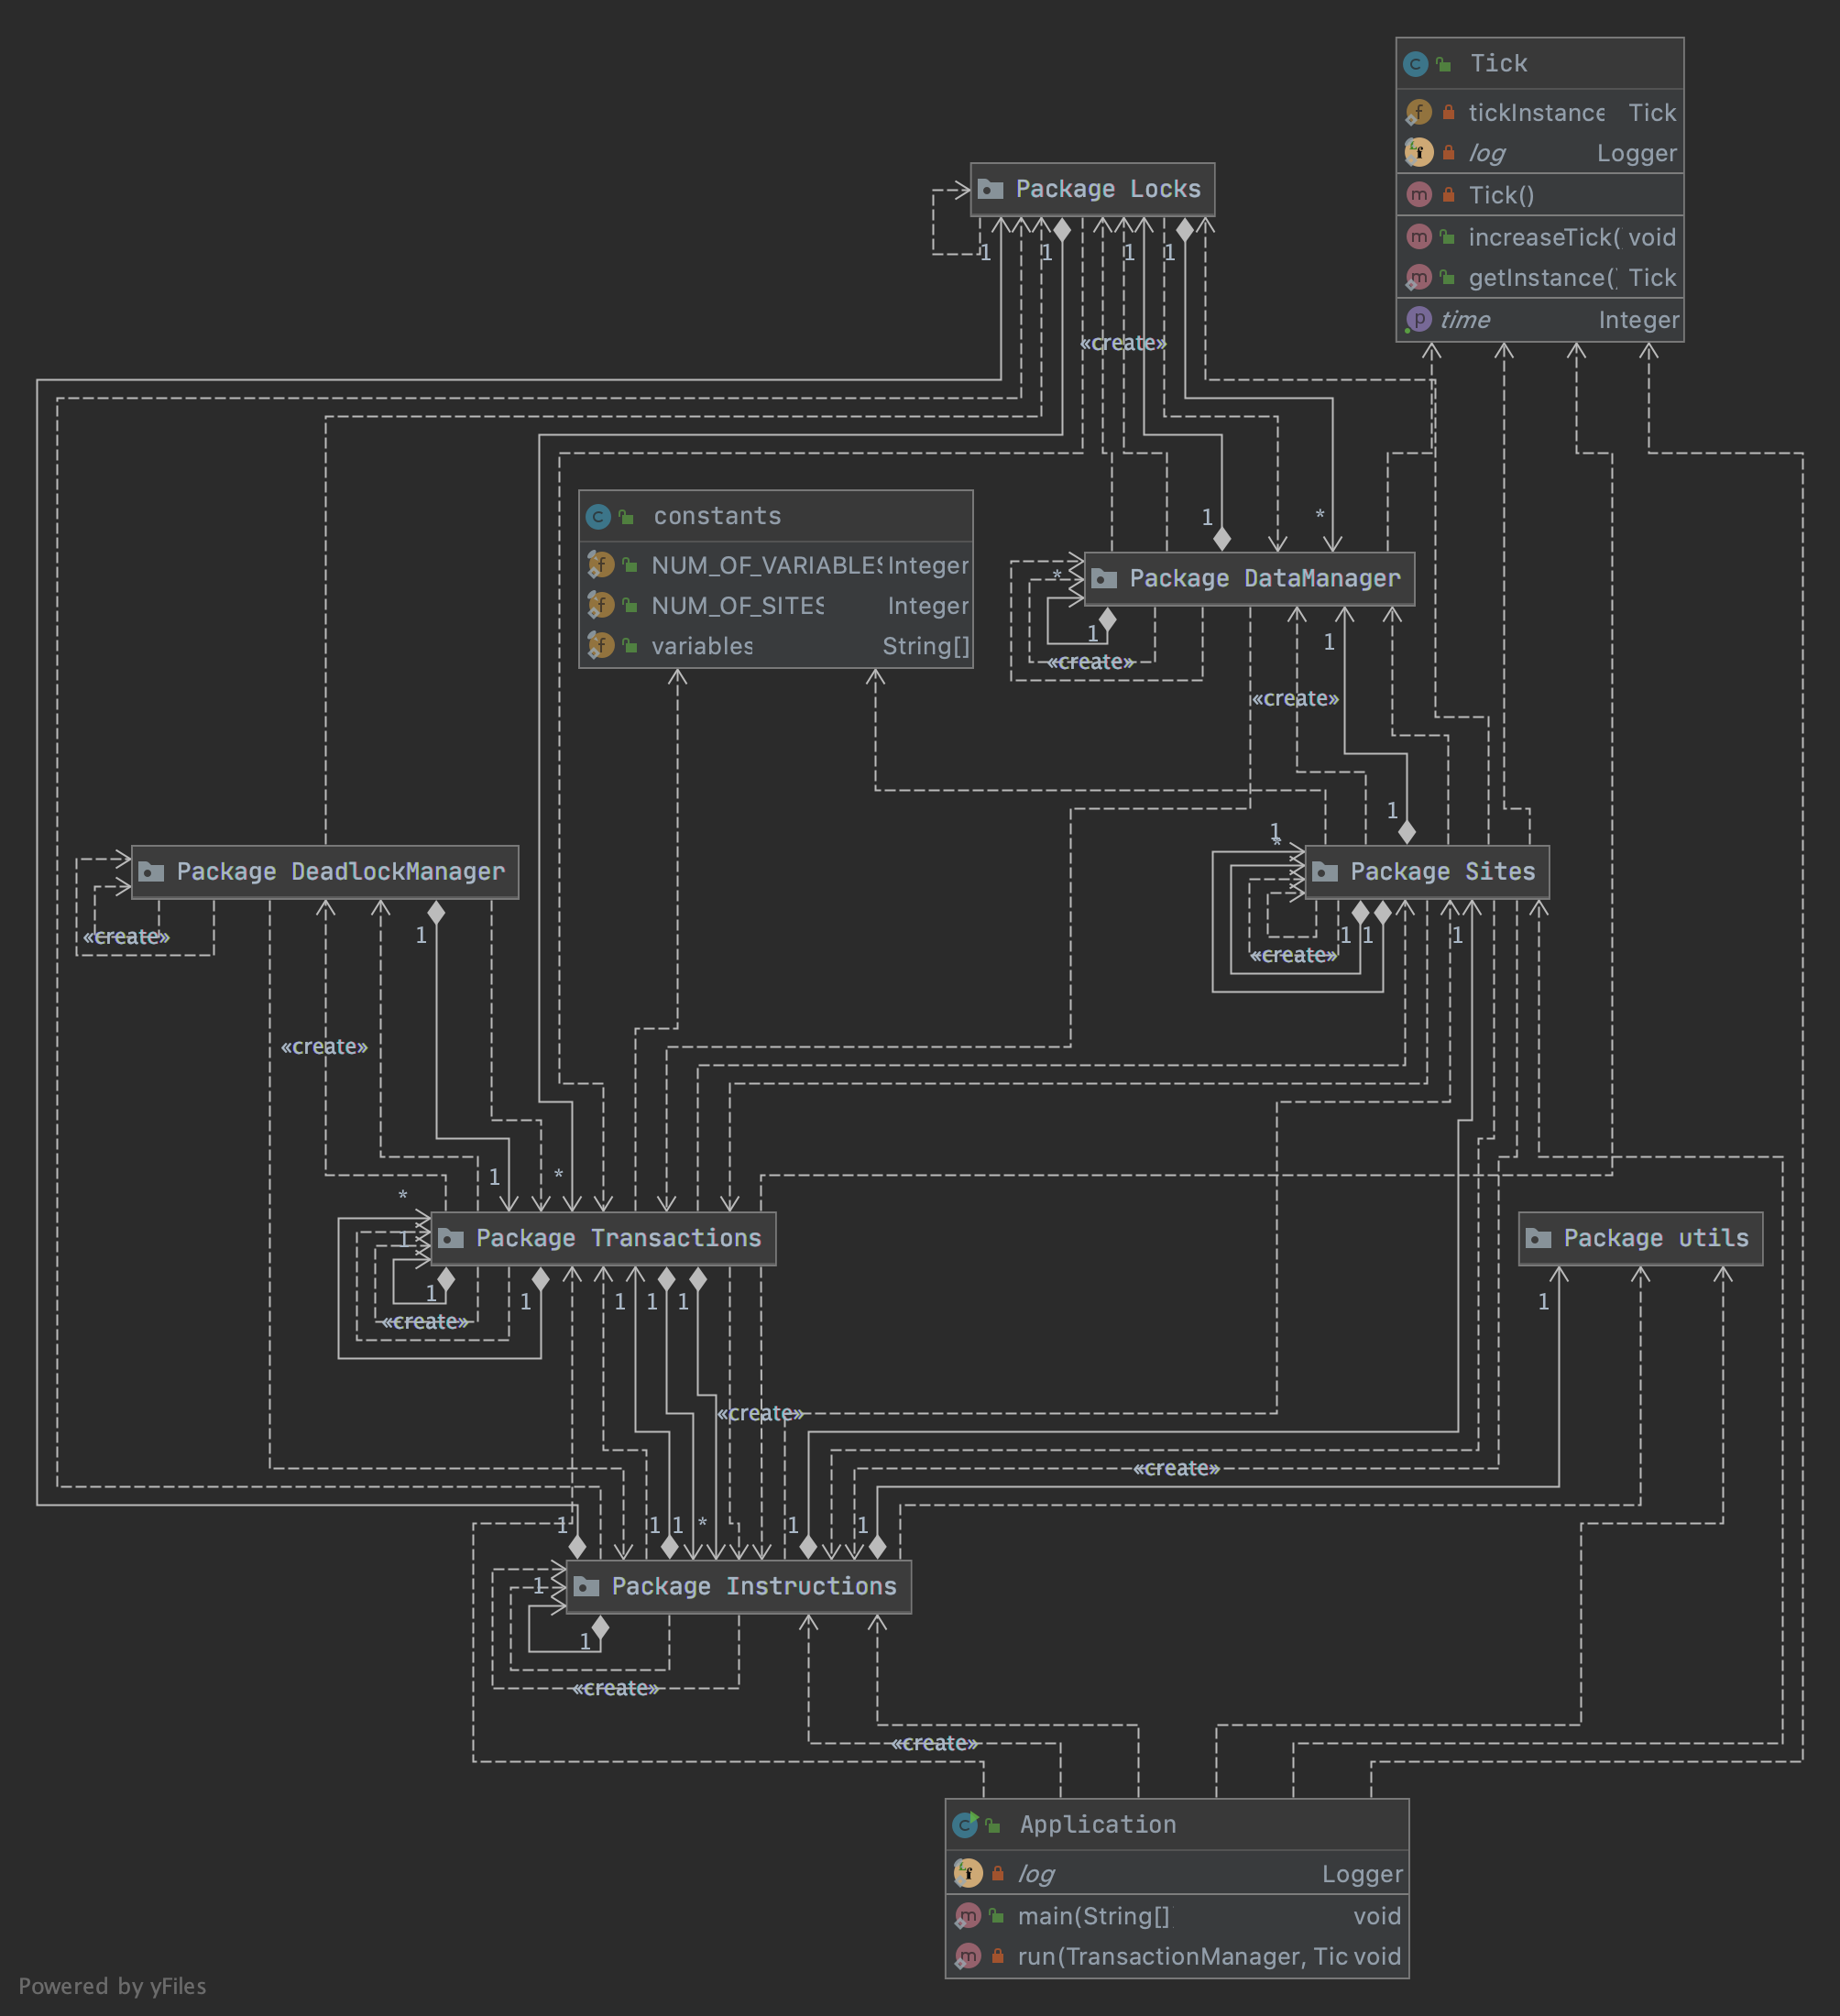 Tick
tickInstance Tick
log Logger
Tick()
increaseTick( void
getInstance( Tick
time Integer
Package Locks
1 1 1 1
«create»
constants
NUM_OF_VARIABLES Integer
NUM_OF_SITES Integer
variables String[]
1 *
Package DataManager
*
1 1
«create»
«create»
1
1
*
Package DeadlockManager
Package Sites
1 1 1 1
«create»
«create»
«create»
1 *
*
Package Transactions
1
Package utils
1 1 1 1 1 1
«create»
«create»
«create»
1 1 1 * 1 1
Package Instructions
1
1
«create»
«create»
Application
log Logger
main(String[] void
run(TransactionManager, Tic void
Powered by yFiles